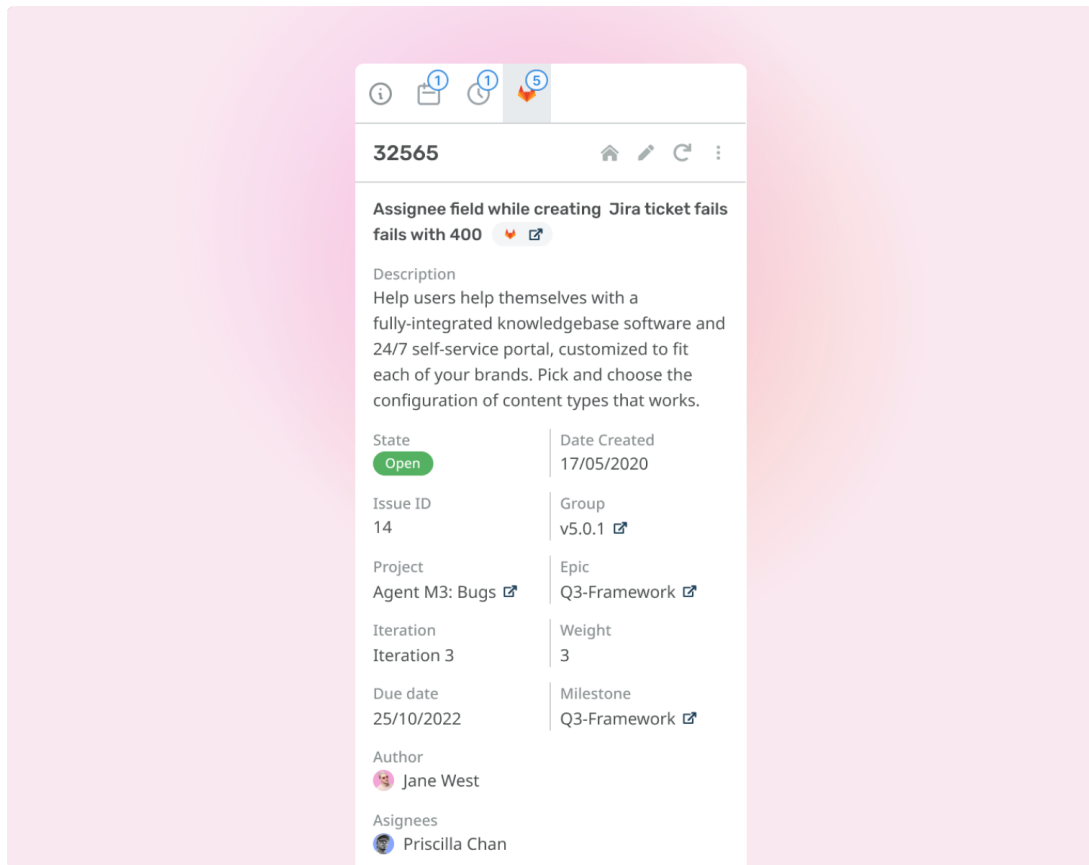 1 1 5
32565
Assignee field while creating Jira ticket fails
fails with 400
Description
Help users help themselves with a
fully-integrated knowledgebase software and
24/7 self-service portal, customized to fit
each of your brands. Pick and choose the
configuration of content types that works.
State Date Created
Open 17/05/2020
Issue ID Group
14 v5.0.1
Project Epic
Agent M3: Bugs Q3-Framework
Iteration Weight
Iteration 3 3
Due date Milestone
25/10/2022 Q3-Framework
Author
Jane West
Asignees
Priscilla Chan